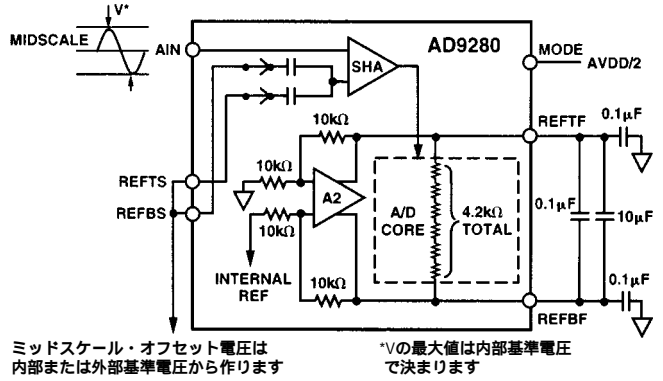 V*
MIDSCALE
AIN
AD9280
SHA
MODE
AVDD/2
REFTF
0.1µF
10kΩ
10kΩ
REFTS
REFBS
A2
10kΩ
A/D
CORE
4.2kΩ
TOTAL
0.1µF
10µF
INTERNAL
REF
10kΩ
0.1µF
REFBF
ミッドスケール・オフセット電圧は
内部または外部基準電圧から作ります
*Vの最大値は内部基準電圧
で決まります